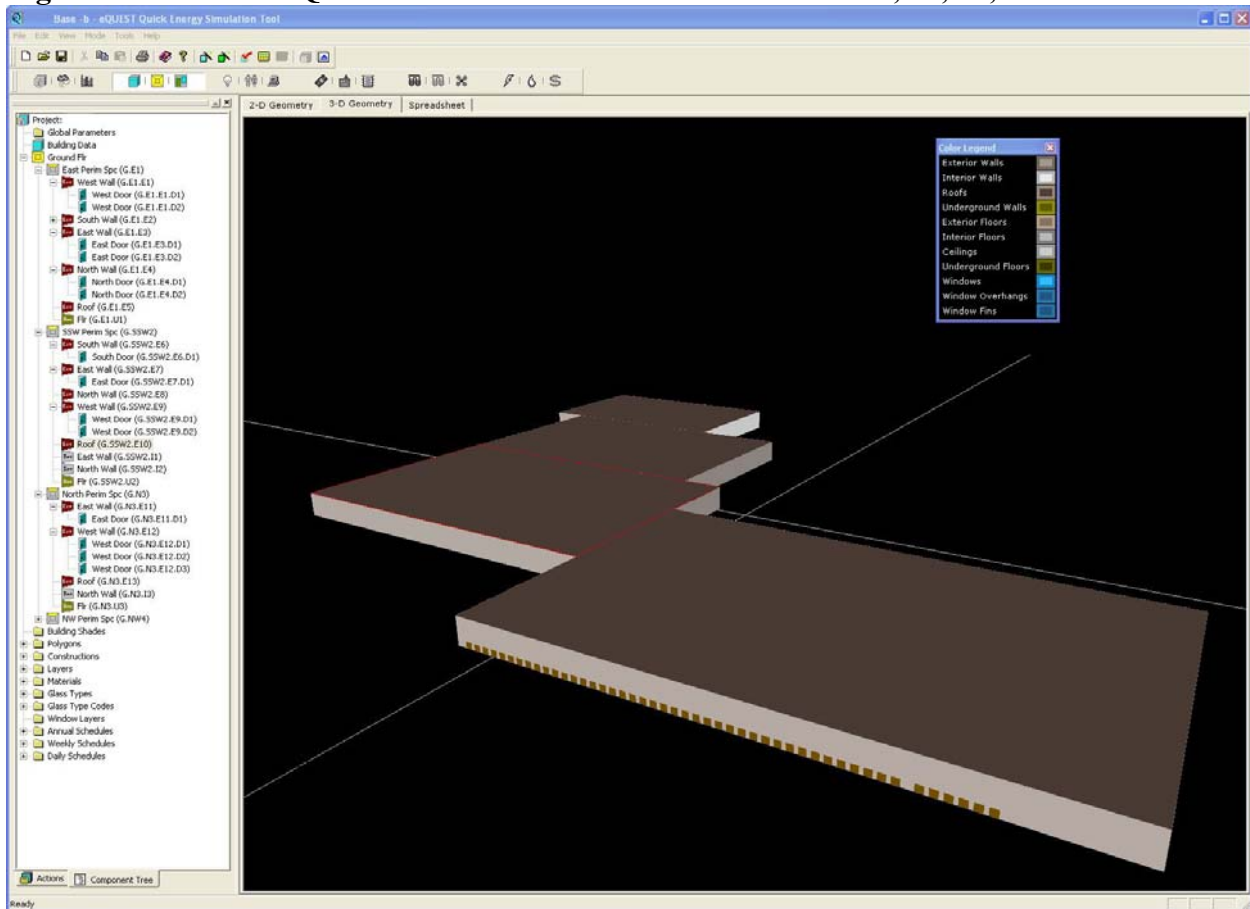 Base -b - eQUEST Quick Energy Simulation Tool
File Edit View Mode Tools Help
2-D Geometry 3-D Geometry Spreadsheet
Project:
Global Parameters
Building Data
Ground Flr
East Perim Spc (G.E1)
West Wall (G.E1.E1)
West Door (G.E1.E1.D1)
West Door (G.E1.E1.D2)
South Wall (G.E1.E2)
East Wall (G.E1.E3)
East Door (G.E1.E3.D1)
East Door (G.E1.E3.D2)
North Wall (G.E1.E4)
North Door (G.E1.E4.D1)
North Door (G.E1.E4.D2)
Roof (G.E1.E5)
Flr (G.E1.U1)
SSW Perim Spc (G.SSW2)
South Wall (G.SSW2.E6)
South Door (G.SSW2.E6.D1)
East Wall (G.SSW2.E7)
East Door (G.SSW2.E7.D1)
North Wall (G.SSW2.E8)
West Wall (G.SSW2.E9)
West Door (G.SSW2.E9.D1)
West Door (G.SSW2.E9.D2)
Roof (G.SSW2.E10)
East Wall (G.SSW2.I1)
North Wall (G.SSW2.I2)
Flr (G.SSW2.U2)
North Perim Spc (G.N3)
East Wall (G.N3.E11)
East Door (G.N3.E11.D1)
West Wall (G.N3.E12)
West Door (G.N3.E12.D1)
West Door (G.N3.E12.D2)
West Door (G.N3.E12.D3)
Roof (G.N3.E13)
North Wall (G.N3.I3)
Flr (G.N3.U3)
NW Perim Spc (G.NW4)
Building Shades
Polygons
Constructions
Layers
Materials
Glass Types
Glass Type Codes
Window Layers
Annual Schedules
Weekly Schedules
Daily Schedules
Actions Component Tree
Ready
Color Legend
Exterior Walls
Interior Walls
Roofs
Underground Walls
Exterior Floors
Interior Floors
Ceilings
Underground Floors
Windows
Window Overhangs
Window Fins